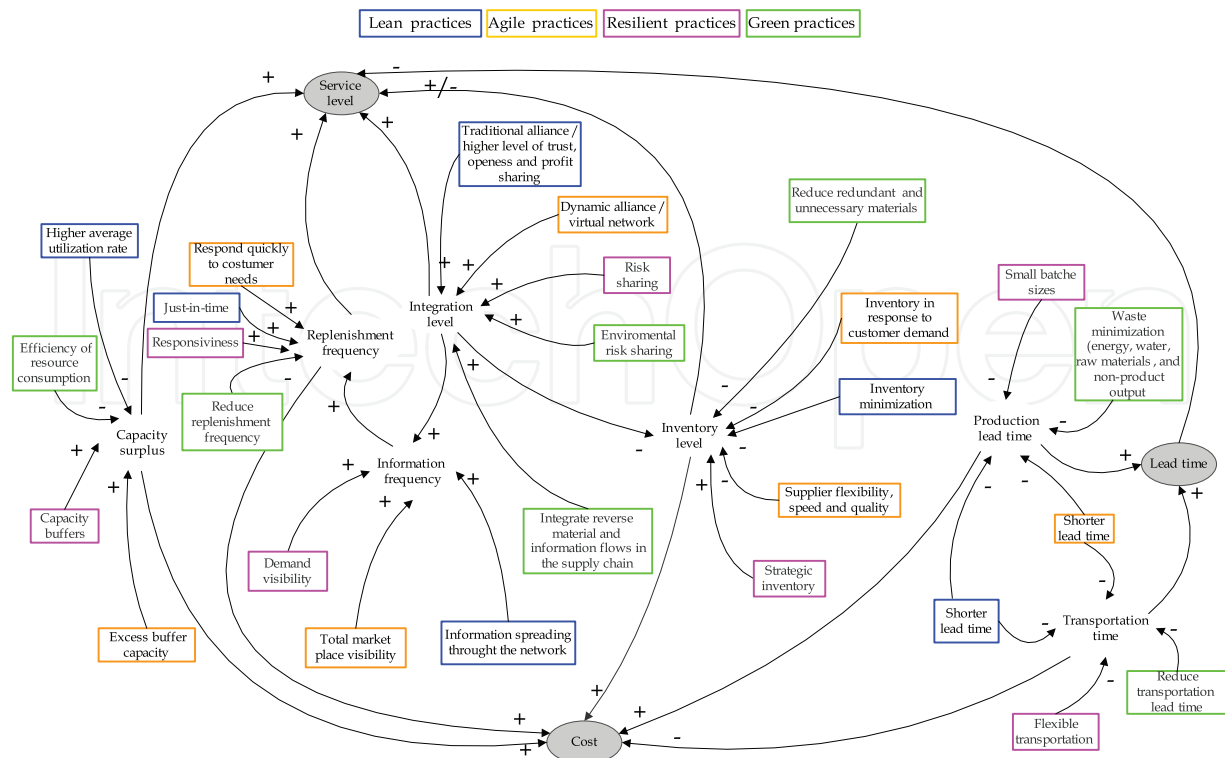 Lean practices
Agile practices
Resilient practices
Green practices
Service
level
+
-
+/-
+
+
Traditional alliance /
higher level of trust,
openess and profit
sharing
Dynamic alliance /
virtual network
Reduce redundant and
unnecessary materials
Higher average
utilization rate
Respond quickly
to costumer
needs
Risk
sharing
Small batche
sizes
Just-in-time
Integration
level
+
+
+
+
+
Inventory in
response to
customer demand
Waste
minimization
(energy, water,
raw materials , and
non-product
output
Responsiviness
Replenishment
frequency
+
+
+
-
Enviromental
risk sharing
Efficiency of
resource
consumption
Inventory
minimization
Reduce
replenishment
frequency
Capacity
surplus
-
-
+
+
Inventory
level
-
-
-
-
-
+
-
Production
lead time
-
-
-
-
Lead time
+
+
Information
frequency
+
+
+
+
+
Capacity
buffers
Supplier flexibility,
speed and quality
Integrate reverse
material and
information flows in
the supply chain
Shorter
lead time
Demand
visibility
Strategic
inventory
Shorter
lead time
Transportation
time
-
-
-
-
Excess buffer
capacity
Total market
place visibility
Information spreading
throught the network
Reduce
transportation
lead time
Flexible
transportation
Cost
+
+
+
+
-
IntechOpen